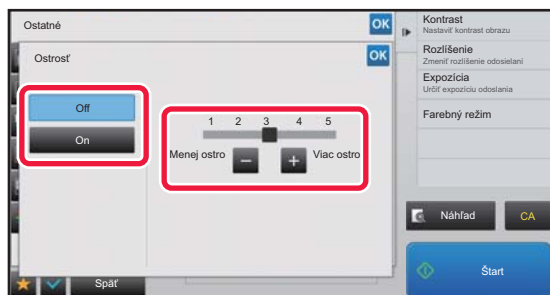 Ostatné
OK
Ostrosť
OK
Off
On
1 2 3 4 5
Menej ostro
Viac ostro
Späť
Kontrast
Nastaviť kontrast obrazu
Rozlíšenie
Zmeniť rozlíšenie odosielani
Expozícia
Určiť expozíciu odoslania
Farebný režim
Náhľad
CA
Štart